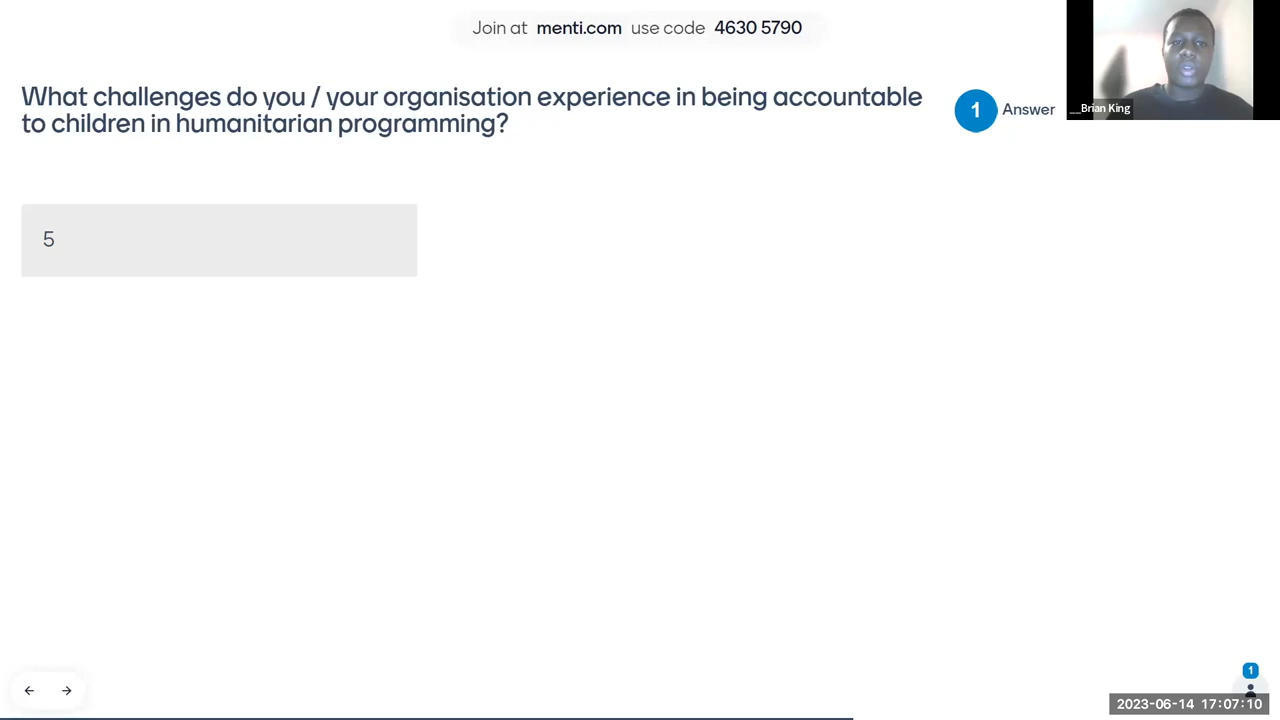 Join at menti.com use code 4630 5790
What challenges do you / your organisation experience in being accountable
to children in humanitarian programming?
1 Answer
__Brian King
5
1
2023-06-14 17:07:10